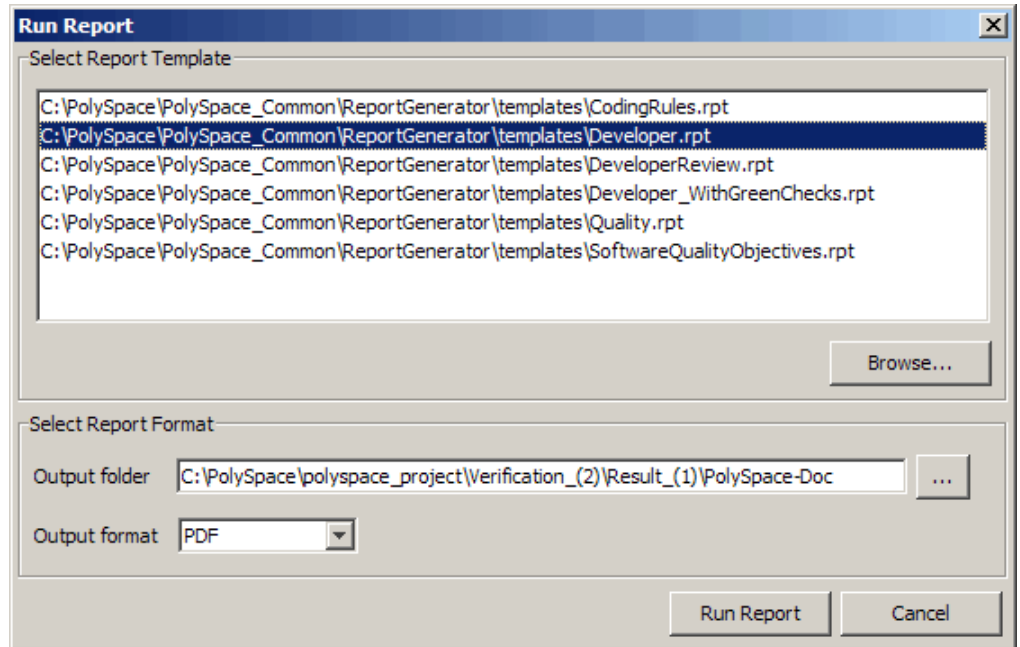 Run Report
Select Report Template
C:\PolySpace\PolySpace_Common\ReportGenerator\templates\CodingRules.rpt
C:\PolySpace\PolySpace_Common\ReportGenerator\templates\Developer.rpt
C:\PolySpace\PolySpace_Common\ReportGenerator\templates\DeveloperReview.rpt
C:\PolySpace\PolySpace_Common\ReportGenerator\templates\Developer_WithGreenChecks.rpt
C:\PolySpace\PolySpace_Common\ReportGenerator\templates\Quality.rpt
C:\PolySpace\PolySpace_Common\ReportGenerator\templates\SoftwareQualityObjectives.rpt
Browse...
Select Report Format
Output folder C:\PolySpace\polyspace_project\Verification_(2)\Result_(1)\PolySpace-Doc ...
Output format PDF
Run Report Cancel